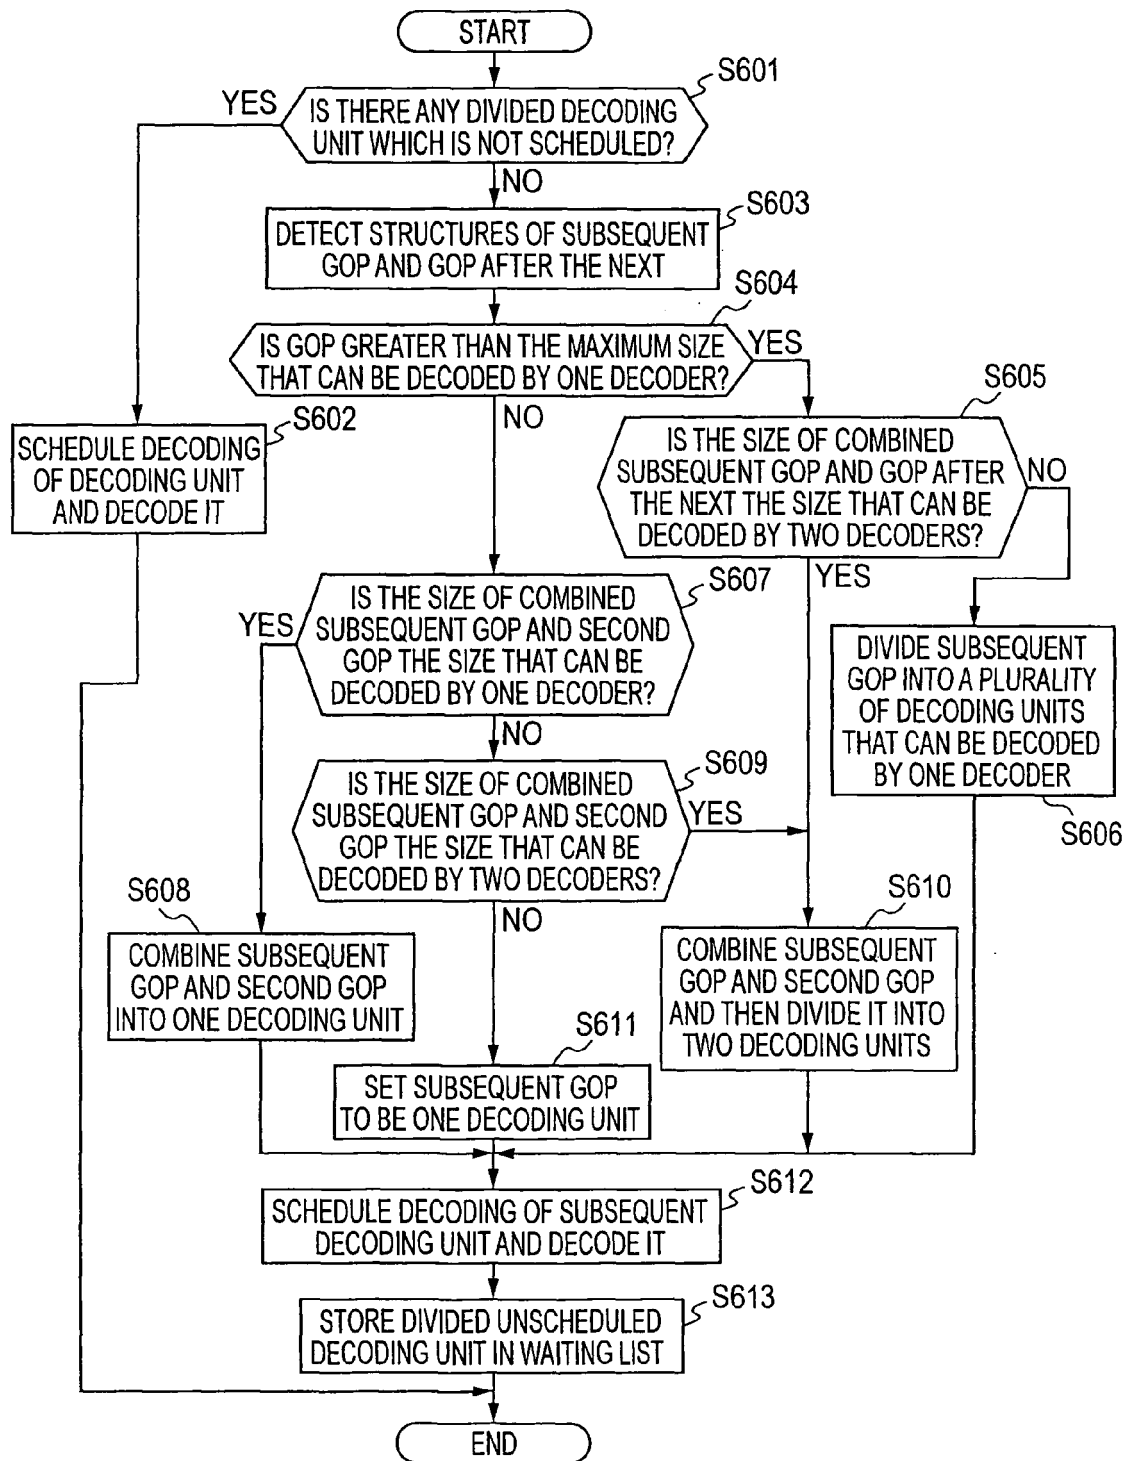 START
S601
YES
IS THERE ANY DIVIDED DECODING
UNIT WHICH IS NOT SCHEDULED?
NO
S603
DETECT STRUCTURES OF SUBSEQUENT
GOP AND GOP AFTER THE NEXT
S604
IS GOP GREATER THAN THE MAXIMUM SIZE
THAT CAN BE DECODED BY ONE DECODER?
YES
NO
S602
SCHEDULE DECODING
OF DECODING UNIT
AND DECODE IT
S605
IS THE SIZE OF COMBINED
SUBSEQUENT GOP AND GOP AFTER
THE NEXT THE SIZE THAT CAN BE
DECODED BY TWO DECODERS?
NO
YES
S607
YES
IS THE SIZE OF COMBINED
SUBSEQUENT GOP AND SECOND
GOP THE SIZE THAT CAN BE
DECODED BY ONE DECODER?
NO
DIVIDE SUBSEQUENT
GOP INTO A PLURALITY
OF DECODING UNITS
THAT CAN BE DECODED
BY ONE DECODER
S606
S609
IS THE SIZE OF COMBINED
SUBSEQUENT GOP AND SECOND
GOP THE SIZE THAT CAN BE
DECODED BY TWO DECODERS?
YES
NO
S608
COMBINE SUBSEQUENT
GOP AND SECOND GOP
INTO ONE DECODING UNIT
S610
COMBINE SUBSEQUENT
GOP AND SECOND GOP
AND THEN DIVIDE IT INTO
TWO DECODING UNITS
S611
SET SUBSEQUENT GOP
TO BE ONE DECODING UNIT
S612
SCHEDULE DECODING OF SUBSEQUENT
DECODING UNIT AND DECODE IT
S613
STORE DIVIDED UNSCHEDULED
DECODING UNIT IN WAITING LIST
END